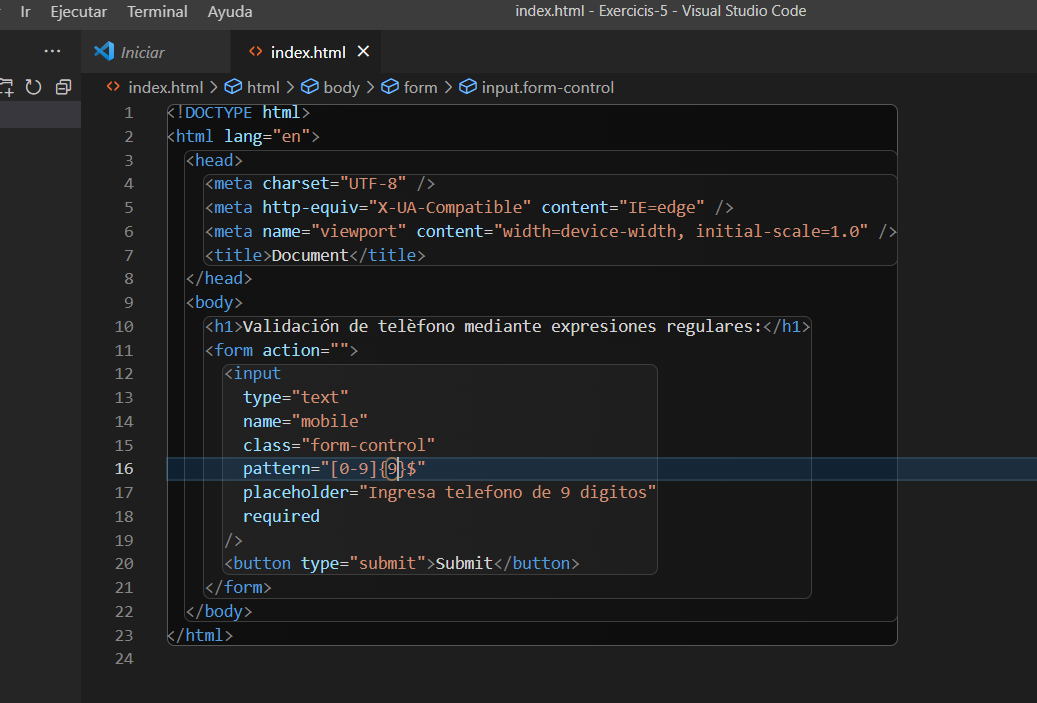 Ir Ejecutar Terminal Ayuda index.html - Exercicis-5 - Visual Studio Code
... Iniciar index.html
index.html > html > body > form > input.form-control
1 <!DOCTYPE html>
2 <html lang="en">
3 <head>
4 <meta charset="UTF-8" />
5 <meta http-equiv="X-UA-Compatible" content="IE=edge" />
6 <meta name="viewport" content="width=device-width, initial-scale=1.0" />
7 <title>Document</title>
8 </head>
9 <body>
10 <h1>Validación de telèfono mediante expresiones regulares:</h1>
11 <form action="">
12 <input
13 type="text"
14 name="mobile"
15 class="form-control"
16 pattern="[0-9]{9}$"
17 placeholder="Ingresa telefono de 9 digitos"
18 required
19 />
20 <button type="submit">Submit</button>
21 </form>
22 </body>
23 </html>
24